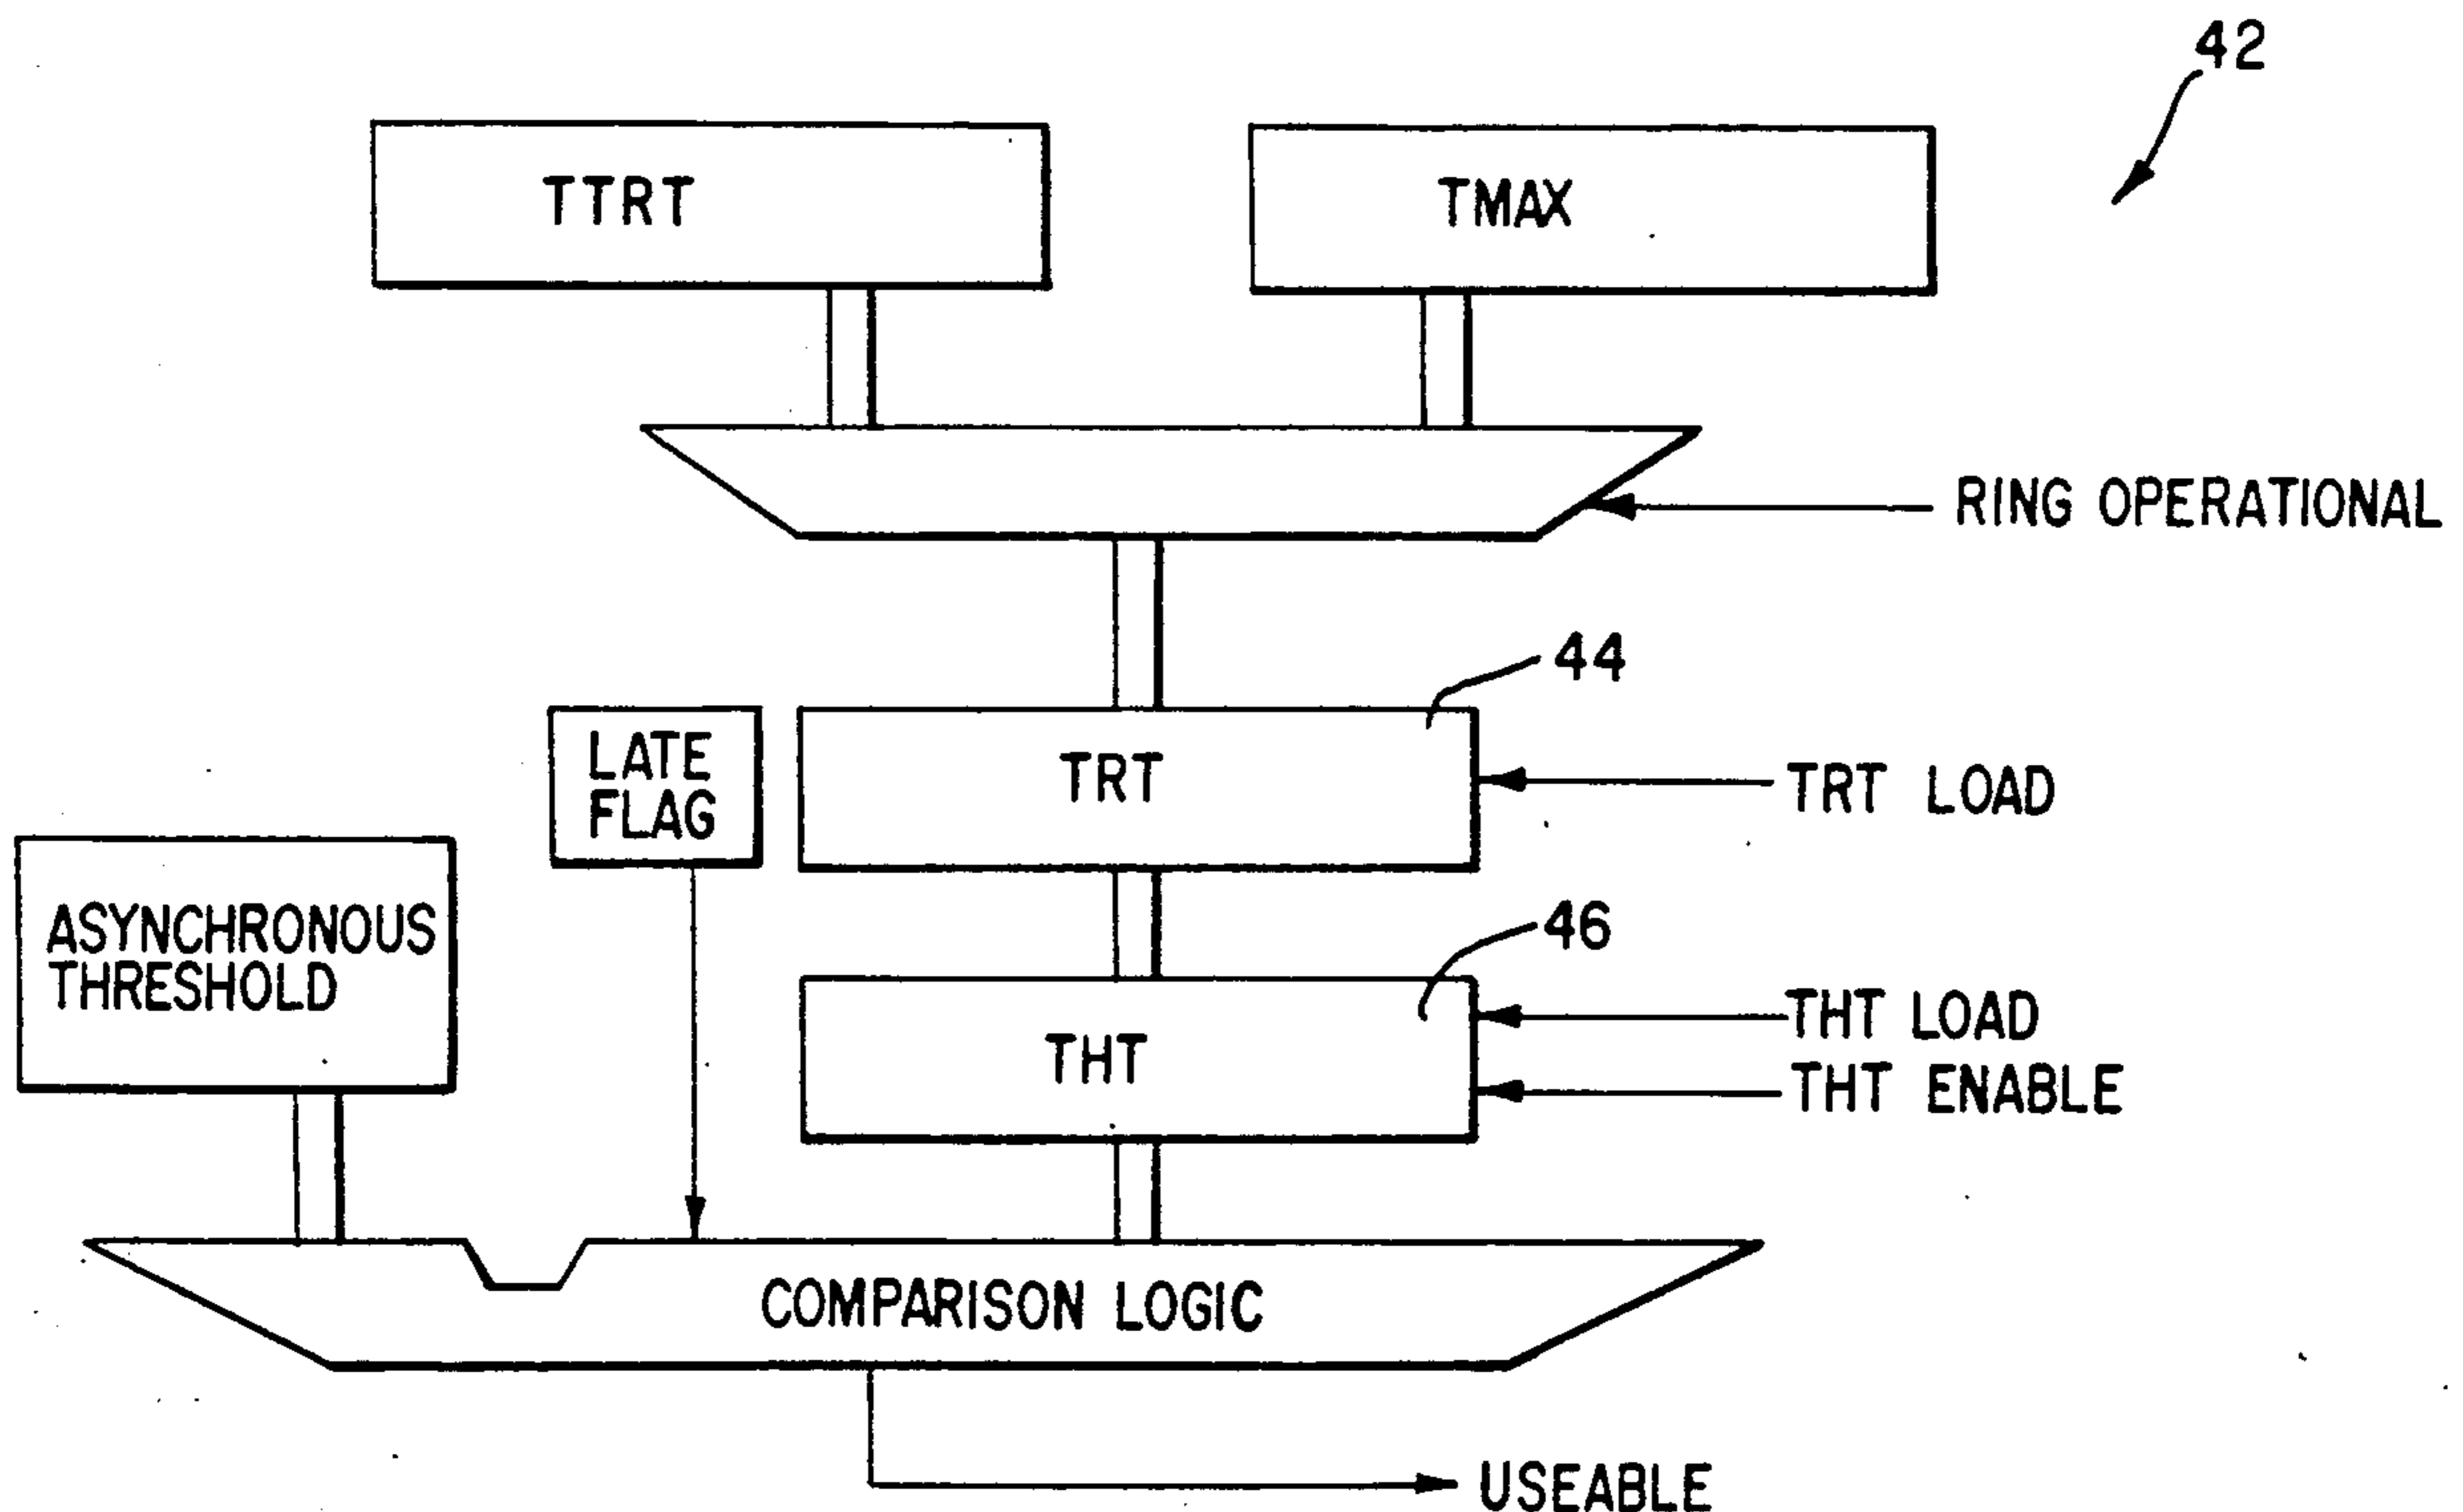 42
TTRT
TMAX
RING OPERATIONAL
44
LATE
FLAG
TRT
TRT LOAD
ASYNCHRONOUS
THRESHOLD
46
THT
THT LOAD
THT ENABLE
COMPARISON LOGIC
USEABLE